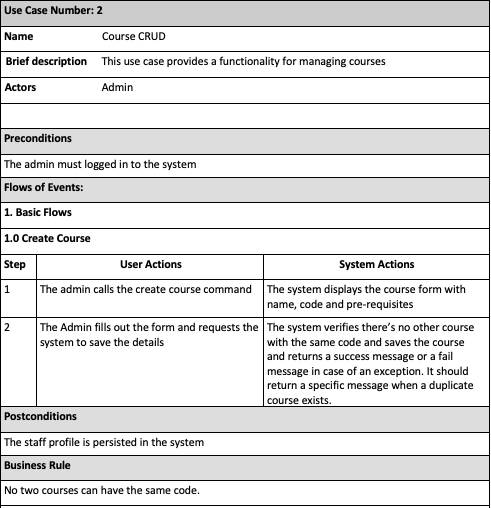 Use Case Number: 2
Name Course CRUD
Brief description This use case provides a functionality for managing courses
Actors Admin
Preconditions
The admin must logged in to the system
Flows of Events:
1. Basic Flows
1.0 Create Course
Step User Actions System Actions
1 The admin calls the create course command The system displays the course form with
name, code and pre-requisites
2 The Admin fills out the form and requests the
system to save the details
The system verifies there's no other course
with the same code and saves the course
and returns a success message or a fail
message in case of an exception. It should
return a specific message when a duplicate
course exists.
Postconditions
The staff profile is persisted in the system
Business Rule
No two courses can have the same code.